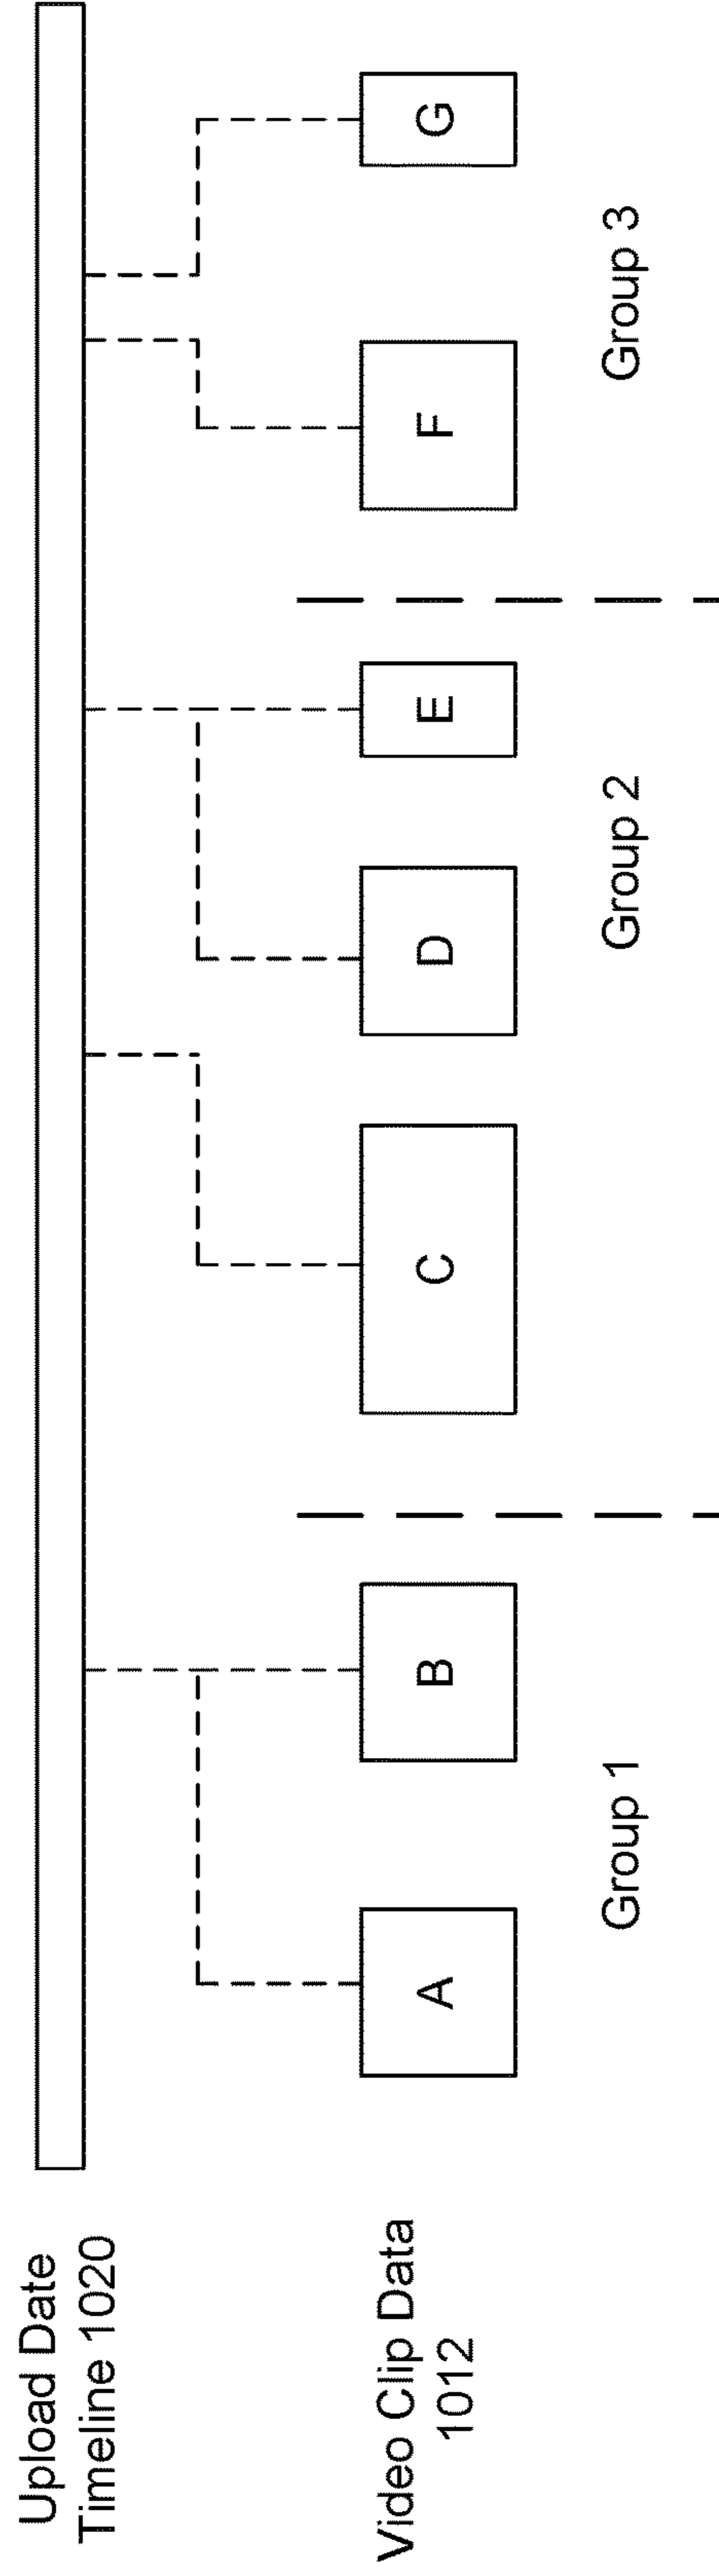 Upload Date
Timeline 1020
Video Clip Data
1012
A
B
C
D
E
F
G
Group 1
Group 2
Group 3